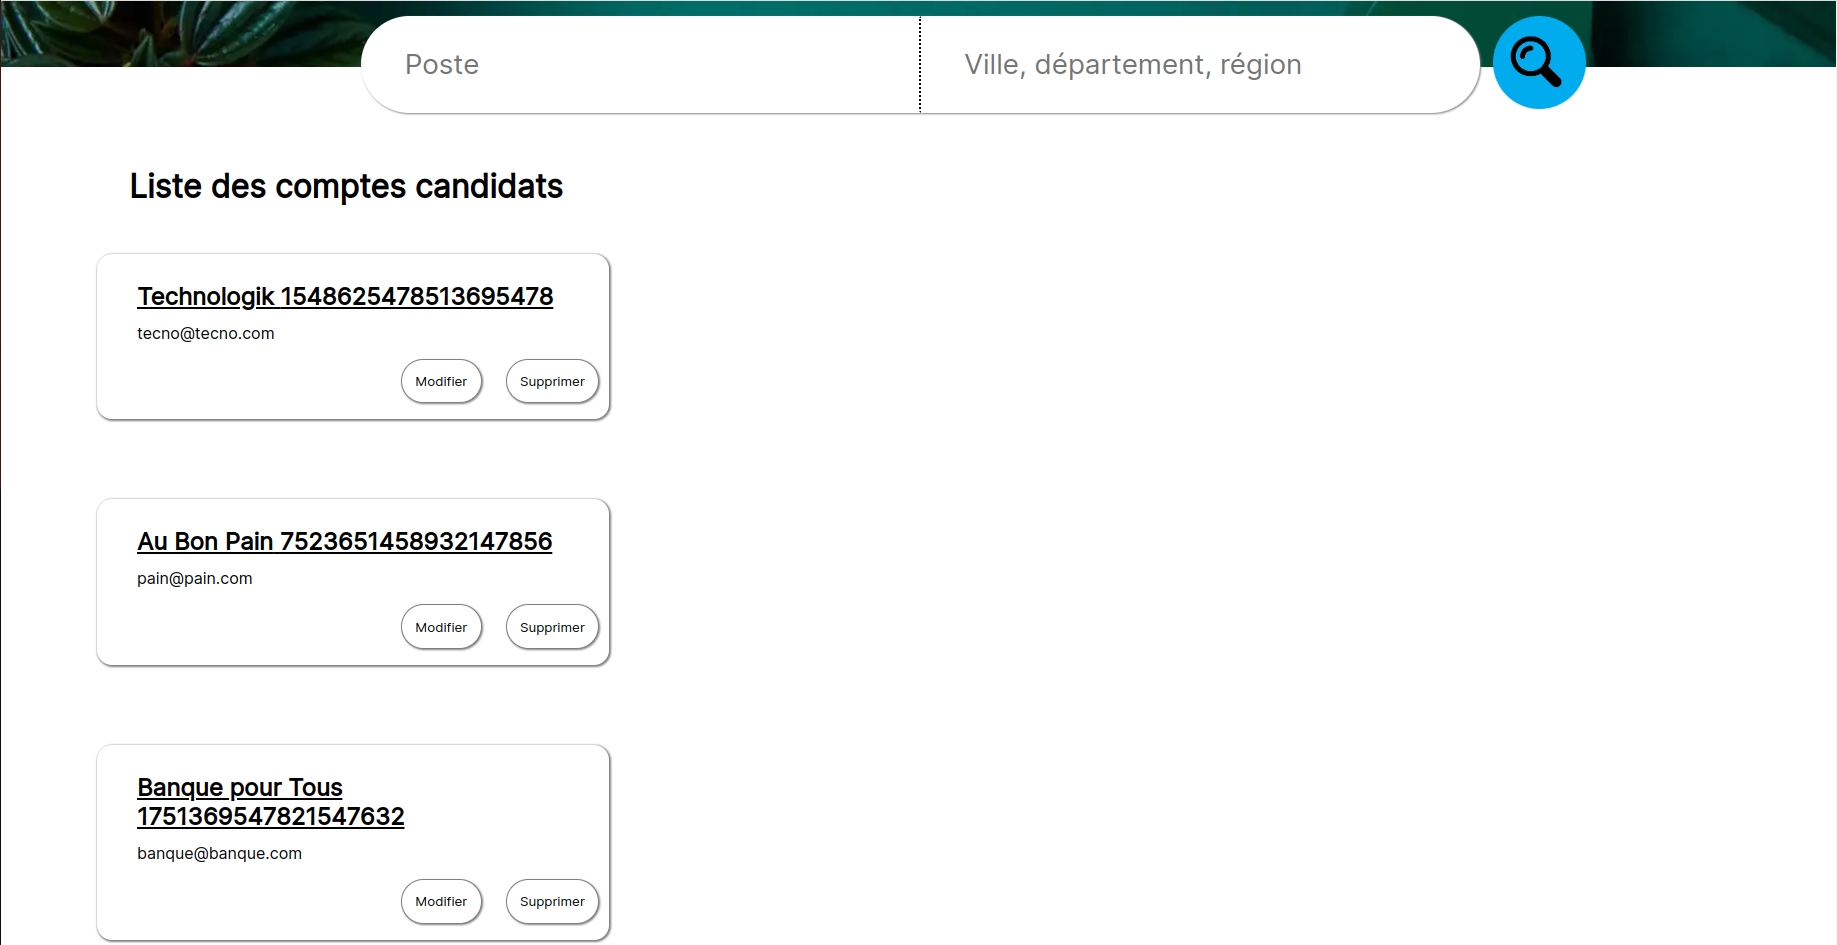 Poste
Ville, département, région
Liste des comptes candidats
Technologik 1548625478513695478
tecno@tecno.com
Modifier
Supprimer
Au Bon Pain 7523651458932147856
pain@pain.com
Modifier
Supprimer
Banque pour Tous
1751369547821547632
banque@banque.com
Modifier
Supprimer